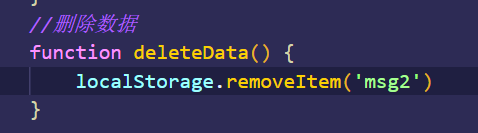 //删除数据
function deleteData() {
    localStorage.removeItem('msg2')
}